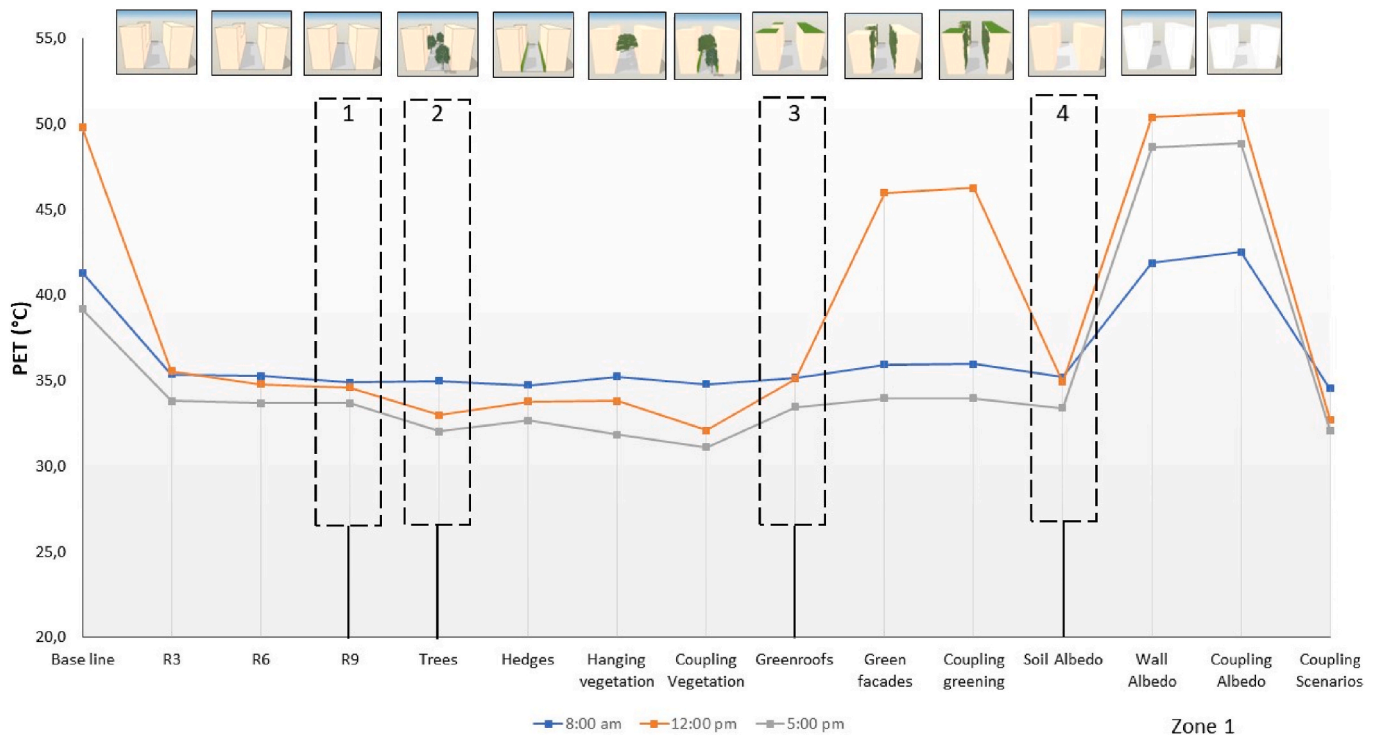 55,0
50,0
45,0
40,0
35,0
30,0
25,0
20,0
PET (°C)
1
2
3
4
Base line
R3
R6
R9
Trees
Hedges
Hanging
vegetation
Coupling
Vegetation
Greenroofs
Green
facades
Coupling
greening
Soil Albedo
Wall
Albedo
Coupling
Albedo
Coupling
Scenarios
8:00 am
12:00 pm
5:00 pm
Zone 1